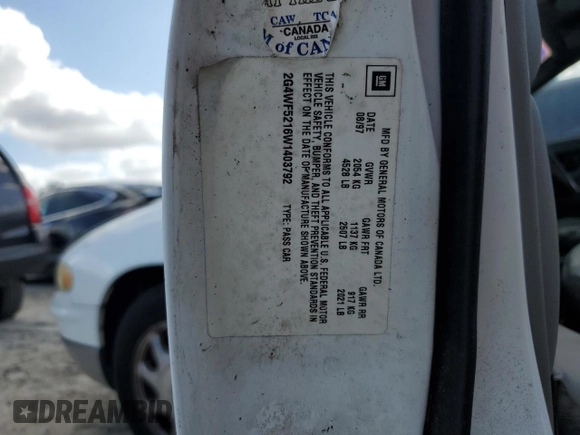 CAW TCA
CANADA
LOCAL 222
of CAN
GM
MFD BY GENERAL MOTORS OF CANADA LTD.
DATE GVWR GAWR FRT GAWR RR
08/97 2054 KG 1137 KG 917 KG
4528 LB 2507 LB 2021 LB
THIS VEHICLE CONFORMS TO ALL APPLICABLE U.S. FEDERAL MOTOR
VEHICLE SAFETY, BUMPER, AND THEFT PREVENTION STANDARDS IN
EFFECT ON THE DATE OF MANUFACTURE SHOWN ABOVE.
2G4WF5216W1403792 TYPE: PASS CAR
DREAMBID